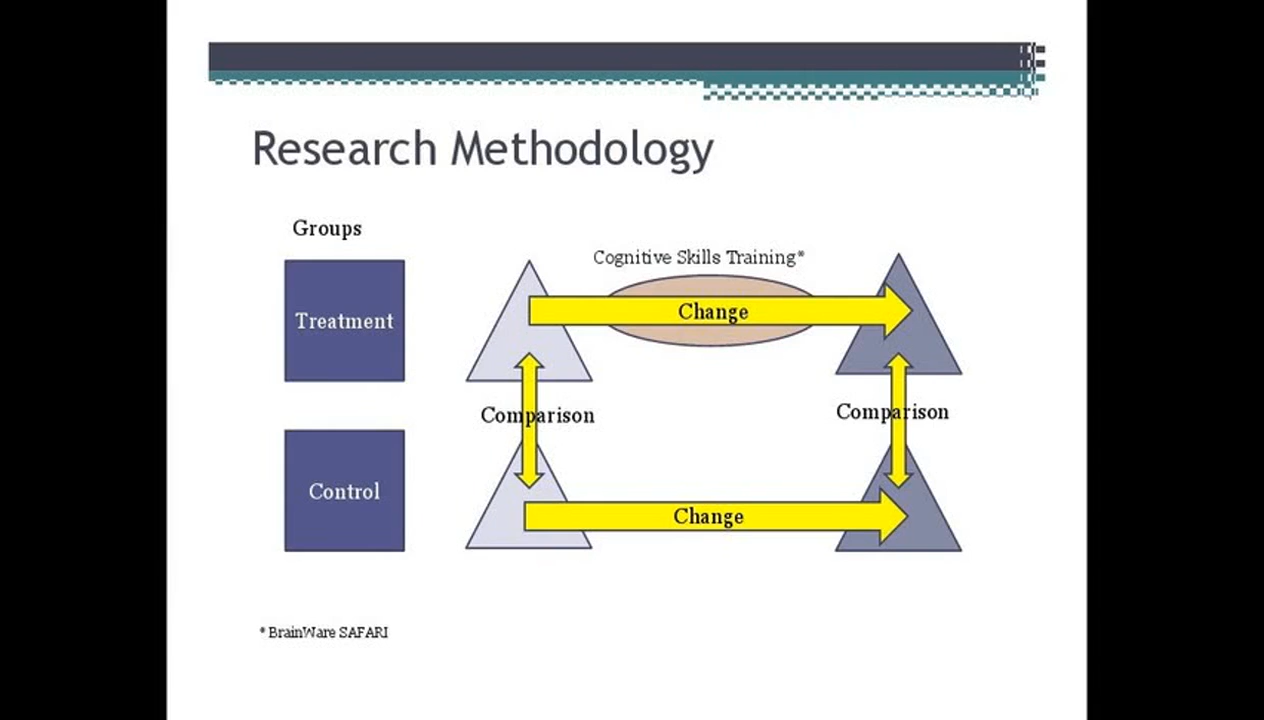 Research Methodology
Groups
Cognitive Skills Training*
Treatment
Change
Comparison
Comparison
Control
Change
* BrainWare SAFARI